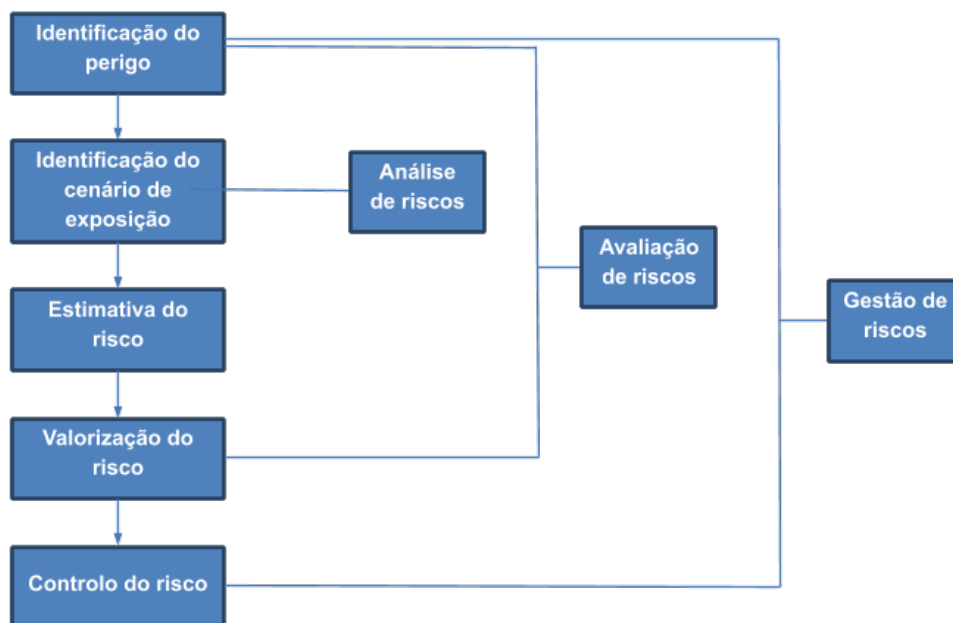 Identificação do
perigo
Identificação do
cenário de
exposição
Análise
de riscos
Avaliação
de riscos
Estimativa do
risco
Gestão de
riscos
Valorização do
risco
Controlo do risco